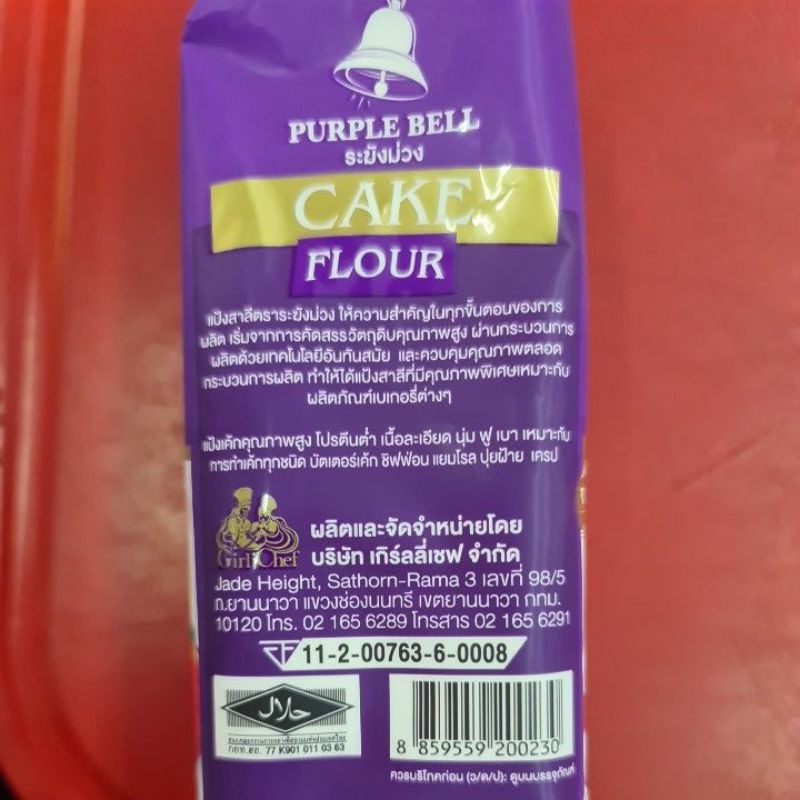 PURPLE BELL
ระฆังม่วง
CAKE
FLOUR
แป้งสาลีตราระฆังม่วง ให้ความสำคัญในทุกขั้นตอนของการ
ผลิต เริ่มจากการคัดสรรวัตถุดิบคุณภาพสูง ผ่านกระบวนการ
ผลิตด้วยเทคโนโลยีอันทันสมัย และควบคุมคุณภาพตลอด
กระบวนการผลิต ทำให้ได้แป้งสาลีที่มีคุณภาพพิเศษเหมาะกับ
ผลิตภัณฑ์เบเกอรี่ต่างๆ
แป้งเค้กคุณภาพสูง โปรตีนต่ำ เนื้อละเอียด นุ่ม ฟู เบา เหมาะกับ
การทำเค้กทุกชนิด บัตเตอร์เค้ก ชิฟฟ่อน แยมโรล ปุยฝ้าย เครป
Girl Chef
ผลิตและจัดจำหน่ายโดย
บริษัท เกิร์ลลี่เชฟ จำกัด
Jade Height, Sathorn-Rama 3 เลขที่ 98/5
ถ.ยานนาวา แขวงช่องนนทรี เขตยานนาวา กทม.
10120 โทร. 02 165 6289 โทรสาร 02 165 6291
11-2-00763-6-0008
حلال
กอท.ฮล. 77 K901 011 03 63
8 859559 200230
ควรบริโภคก่อน (ว/ด/ป): ดูบนบรรจุภัณฑ์